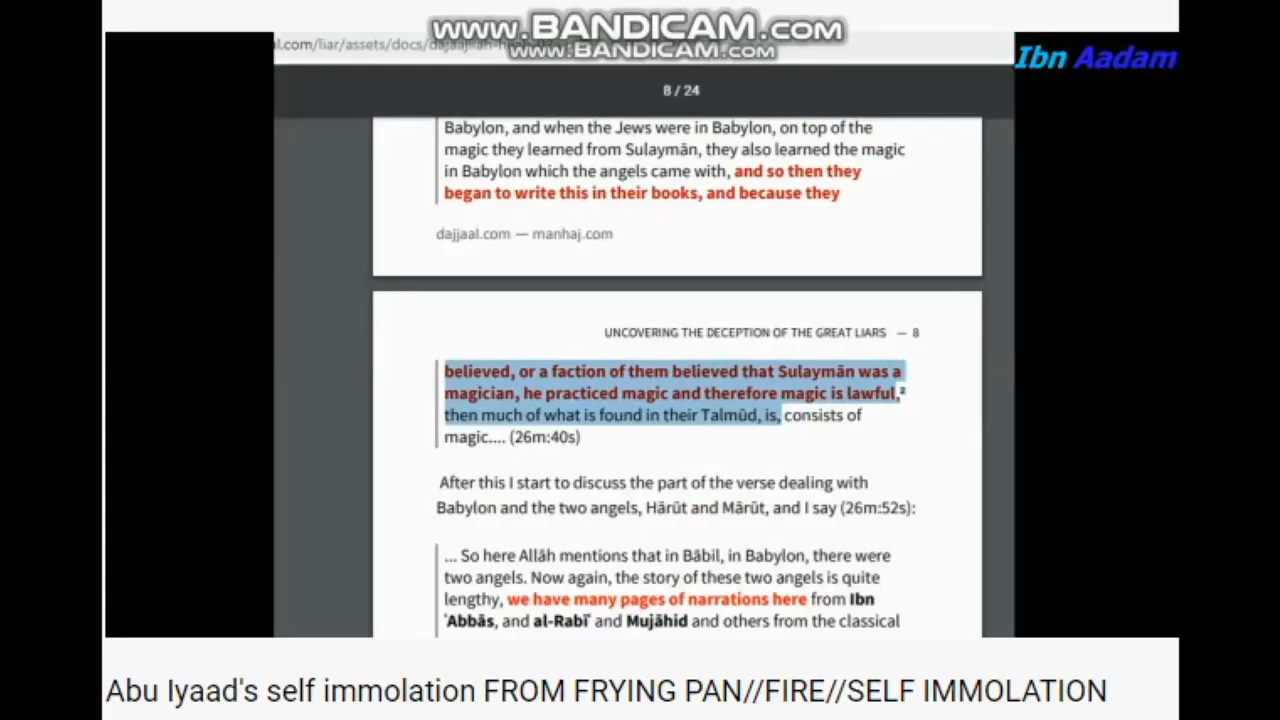 www.BANDICAM.com
www.BANDICAM.com
l.com/liar/assets/docs/dajaajilah-
Ibn Aadam
8 / 24
Babylon, and when the Jews were in Babylon, on top of the
magic they learned from Sulaymān, they also learned the magic
in Babylon which the angels came with, and so then they
began to write this in their books, and because they
dajjaal.com — manhaj.com
UNCOVERING THE DECEPTION OF THE GREAT LIARS — 8
believed, or a faction of them believed that Sulaymān was a
magician, he practiced magic and therefore magic is lawful,²
then much of what is found in their Talmūd, is, consists of
magic.... (26m:40s)
After this I start to discuss the part of the verse dealing with
Babylon and the two angels, Hārūt and Mārūt, and I say (26m:52s):
... So here Allāh mentions that in Bābil, in Babylon, there were
two angels. Now again, the story of these two angels is quite
lengthy, we have many pages of narrations here from Ibn
ʿAbbās, and al-Rabīʿ and Mujāhid and others from the classical
Abu Iyaad's self immolation FROM FRYING PAN//FIRE//SELF IMMOLATION